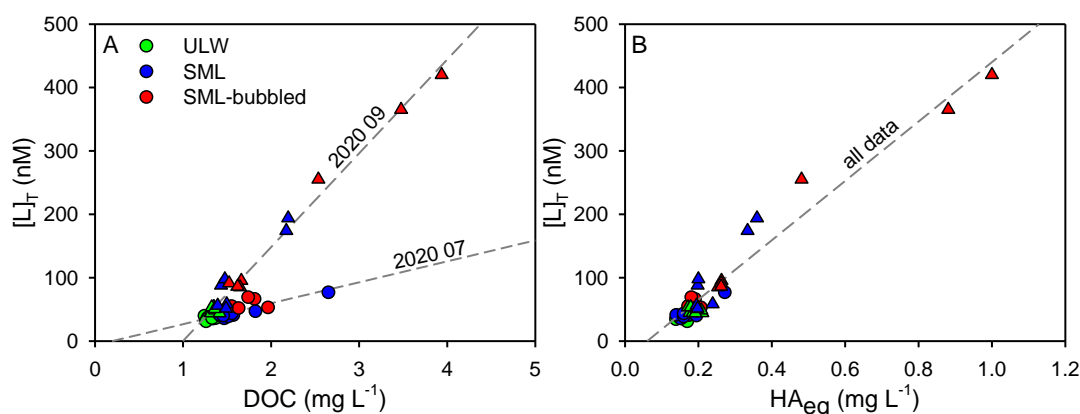 A
ULW
SML
SML-bubbled
500
400
300
200
100
0
[L]T (nM)
2020 09
2020 07
0 1 2 3 4 5
DOC (mg L-1)
B
500
400
300
200
100
0
[L]T (nM)
all data
0.0 0.2 0.4 0.6 0.8 1.0 1.2
HAeq (mg L-1)